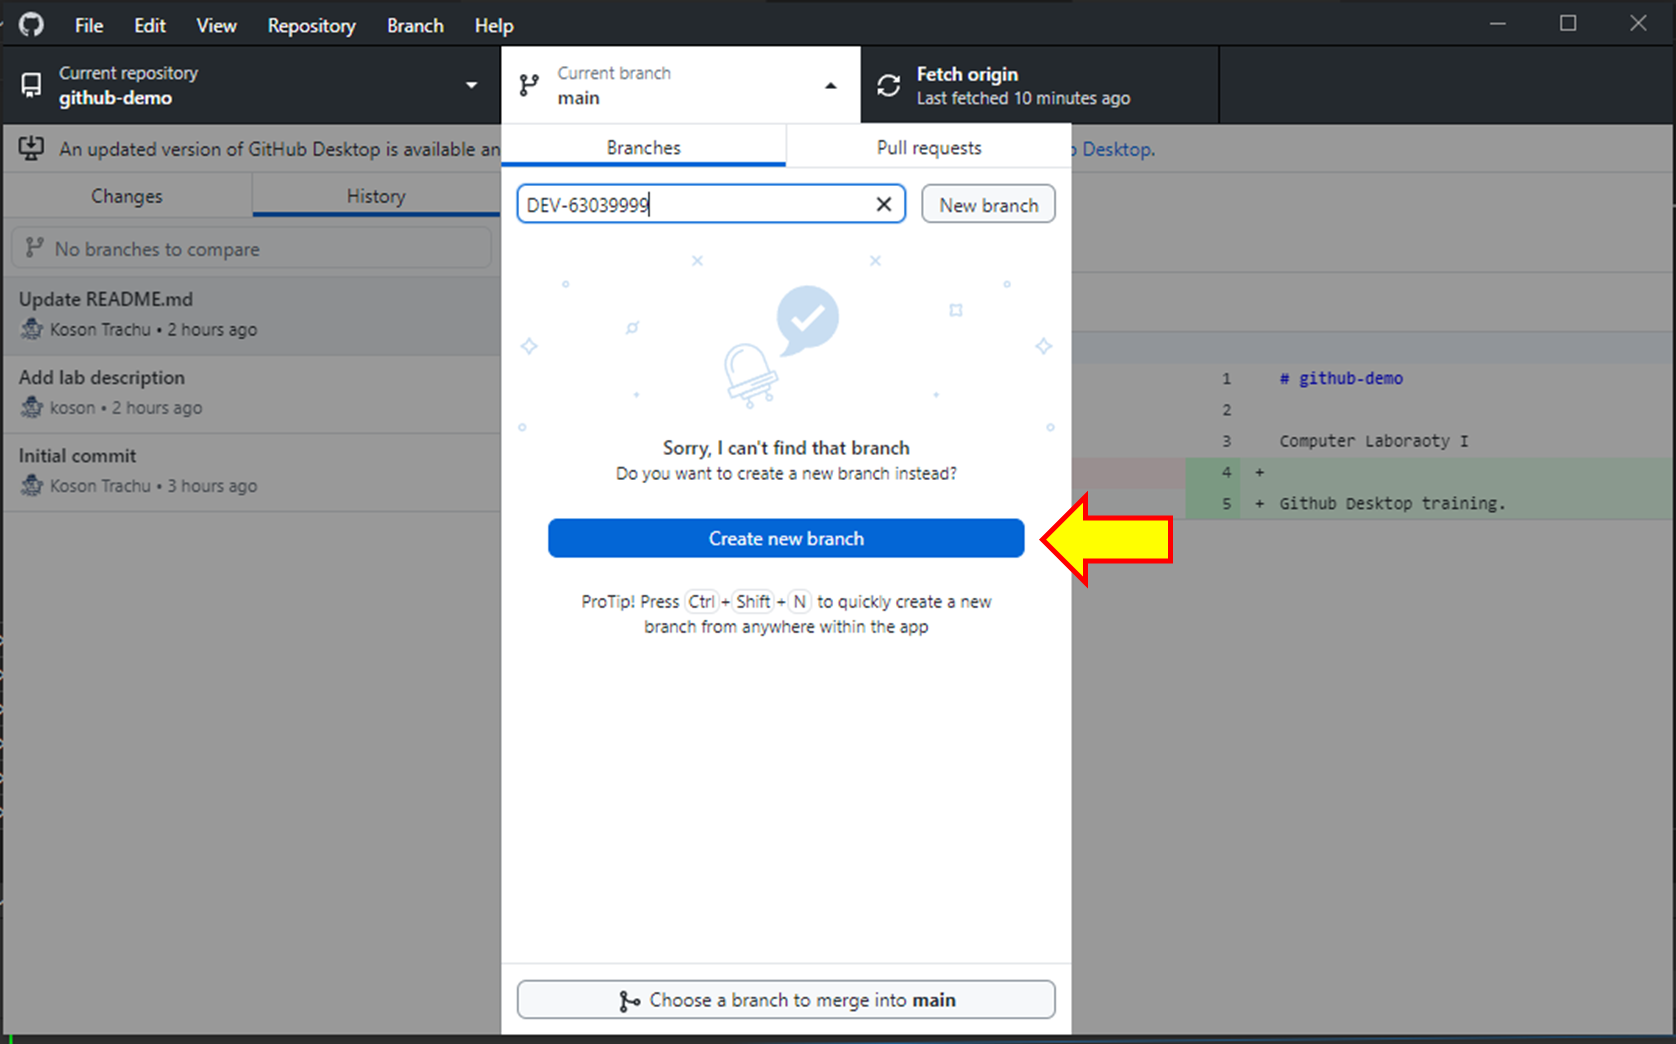 File Edit View Repository Branch Help
Current repository
github-demo
Current branch
main
Fetch origin
Last fetched 10 minutes ago
An updated version of GitHub Desktop is available an
Desktop.
Changes History
No branches to compare
Update README.md
Koson Trachu • 2 hours ago
Add lab description
koson • 2 hours ago
Initial commit
Koson Trachu • 3 hours ago
Branches Pull requests
DEV-63039999 New branch
Sorry, I can't find that branch
Do you want to create a new branch instead?
Create new branch
ProTip! Press Ctrl + Shift + N to quickly create a new
branch from anywhere within the app
Choose a branch to merge into main
1 # github-demo
2
3 Computer Laboraoty I
4 +
5 + Github Desktop training.